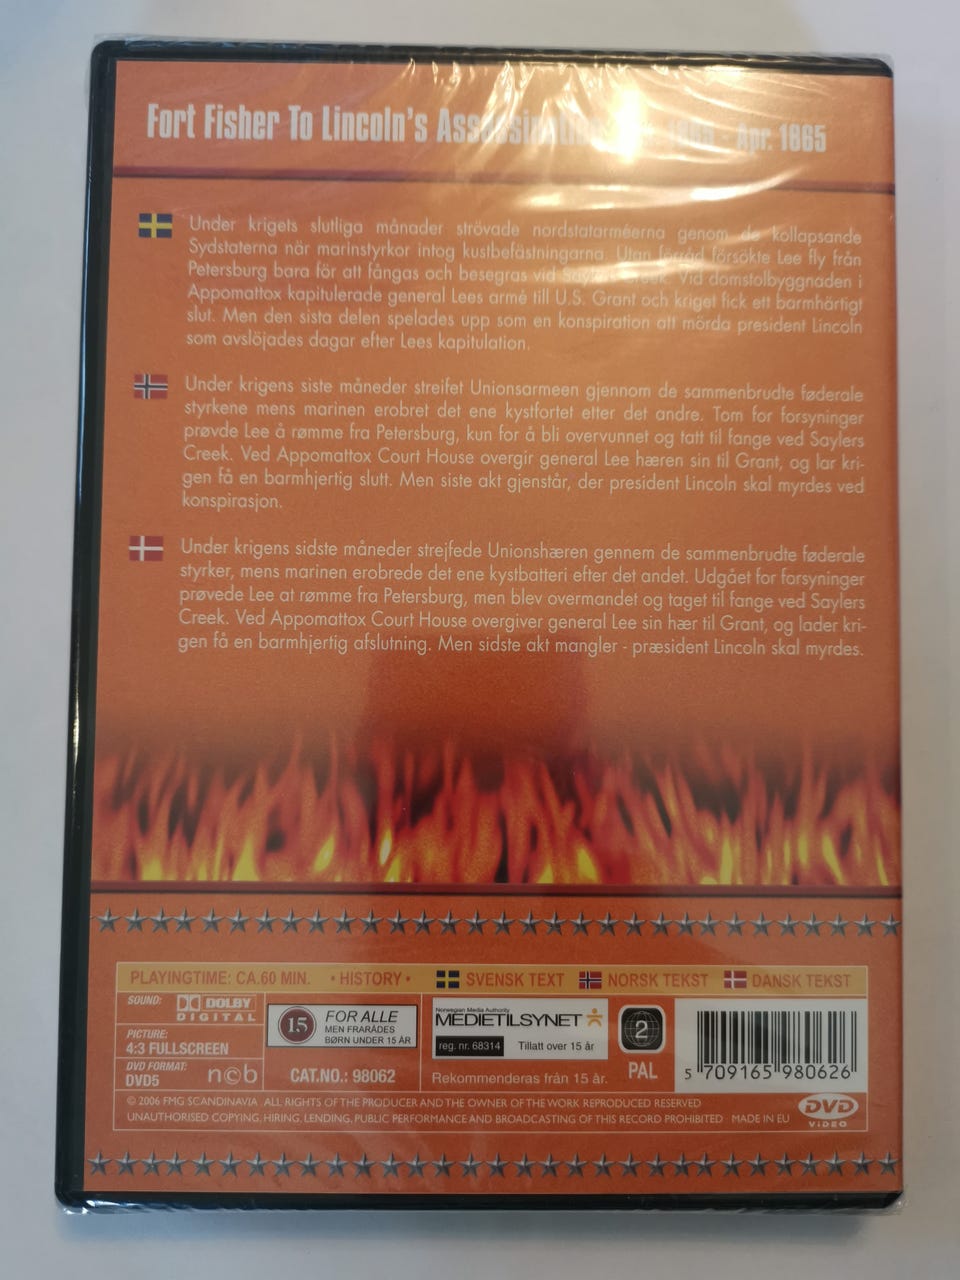 Fort Fisher To Lincoln's Assassination - Apr. 1865
Under krigets slutliga månader strövade nordstatarméerna genom de kollapsande
Sydstaterna när marinstyrkor intog kustbefästningarna. Utan förråd försökte Lee fly från
Petersburg bara för att fångas och besegras vid Saylers Creek. Vid domstolbyggnaden i
Appomattox kapitulerade general Lees armé till U.S. Grant och kriget fick ett barmhärtigt
slut. Men den sista delen spelades upp som en konspiration att mörda president Lincoln
som avslöjades dagar efter Lees kapitulation.
Under krigens siste måneder streifet Unionsarmeen gjennom de sammenbrudte føderale
styrkene mens marinen erobret det ene kystfortet etter det andre. Tom for forsyninger
prøvde Lee å rømme fra Petersburg, kun for å bli overvunnet og tatt til fange ved Saylers
Creek. Ved Appomattox Court House overgir general Lee hæren sin til Grant, og lar kri-
gen få en barmhjertig slutt. Men siste akt gjenstår, der president Lincoln skal myrdes ved
konspirasjon.
Under krigens sidste måneder strejfede Unionshæren gennem de sammenbrudte føderale
styrker, mens marinen erobrede det ene kystbatteri efter det andet. Udgået for forsyninger
prøvede Lee at rømme fra Petersburg, men blev overmandet og taget til fange ved Saylers
Creek. Ved Appomattox Court House overgiver general Lee sin hær til Grant, og lader kri-
gen få en barmhjertig afslutning. Men sidste akt mangler - præsident Lincoln skal myrdes.
PLAYINGTIME: CA.60 MIN. • HISTORY • SVENSK TEXT NORSK TEKST DANSK TEKST
SOUND: DOLBY
DIGITAL
PICTURE:
4:3 FULLSCREEN
DVD FORMAT:
DVD5
ncb
15 FOR ALLE
MEN FRARÅDES
BØRN UNDER 15 ÅR
CAT.NO.: 98062
Norwegian Media Authority
MEDIETILSYNET
reg. nr. 68314 Tillatt over 15 år
Rekommenderas från 15 år.
2
PAL
5 709165 980626
© 2006 FMG SCANDINAVIA ALL RIGHTS OF THE PRODUCER AND THE OWNER OF THE WORK REPRODUCED RESERVED
UNAUTHORISED COPYING, HIRING, LENDING, PUBLIC PERFORMANCE AND BROADCASTING OF THIS RECORD PROHIBITED MADE IN EU
DVD
VIDEO